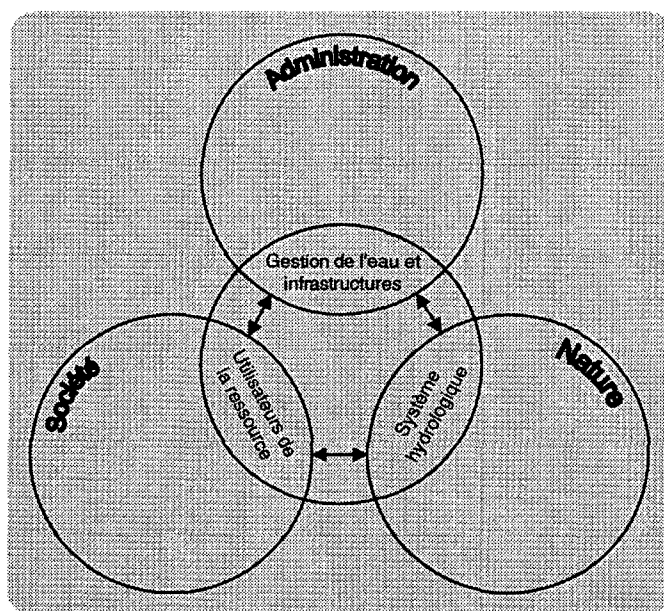 Administration
Gestion de l'eau et
infrastructures
Société
Utilisateurs de
la ressource
Système
hydrologique
Nature